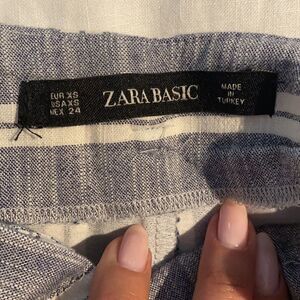 EUR XS
USA XS
MEX 24
ZARA BASIC
MADE
IN
TURKEY